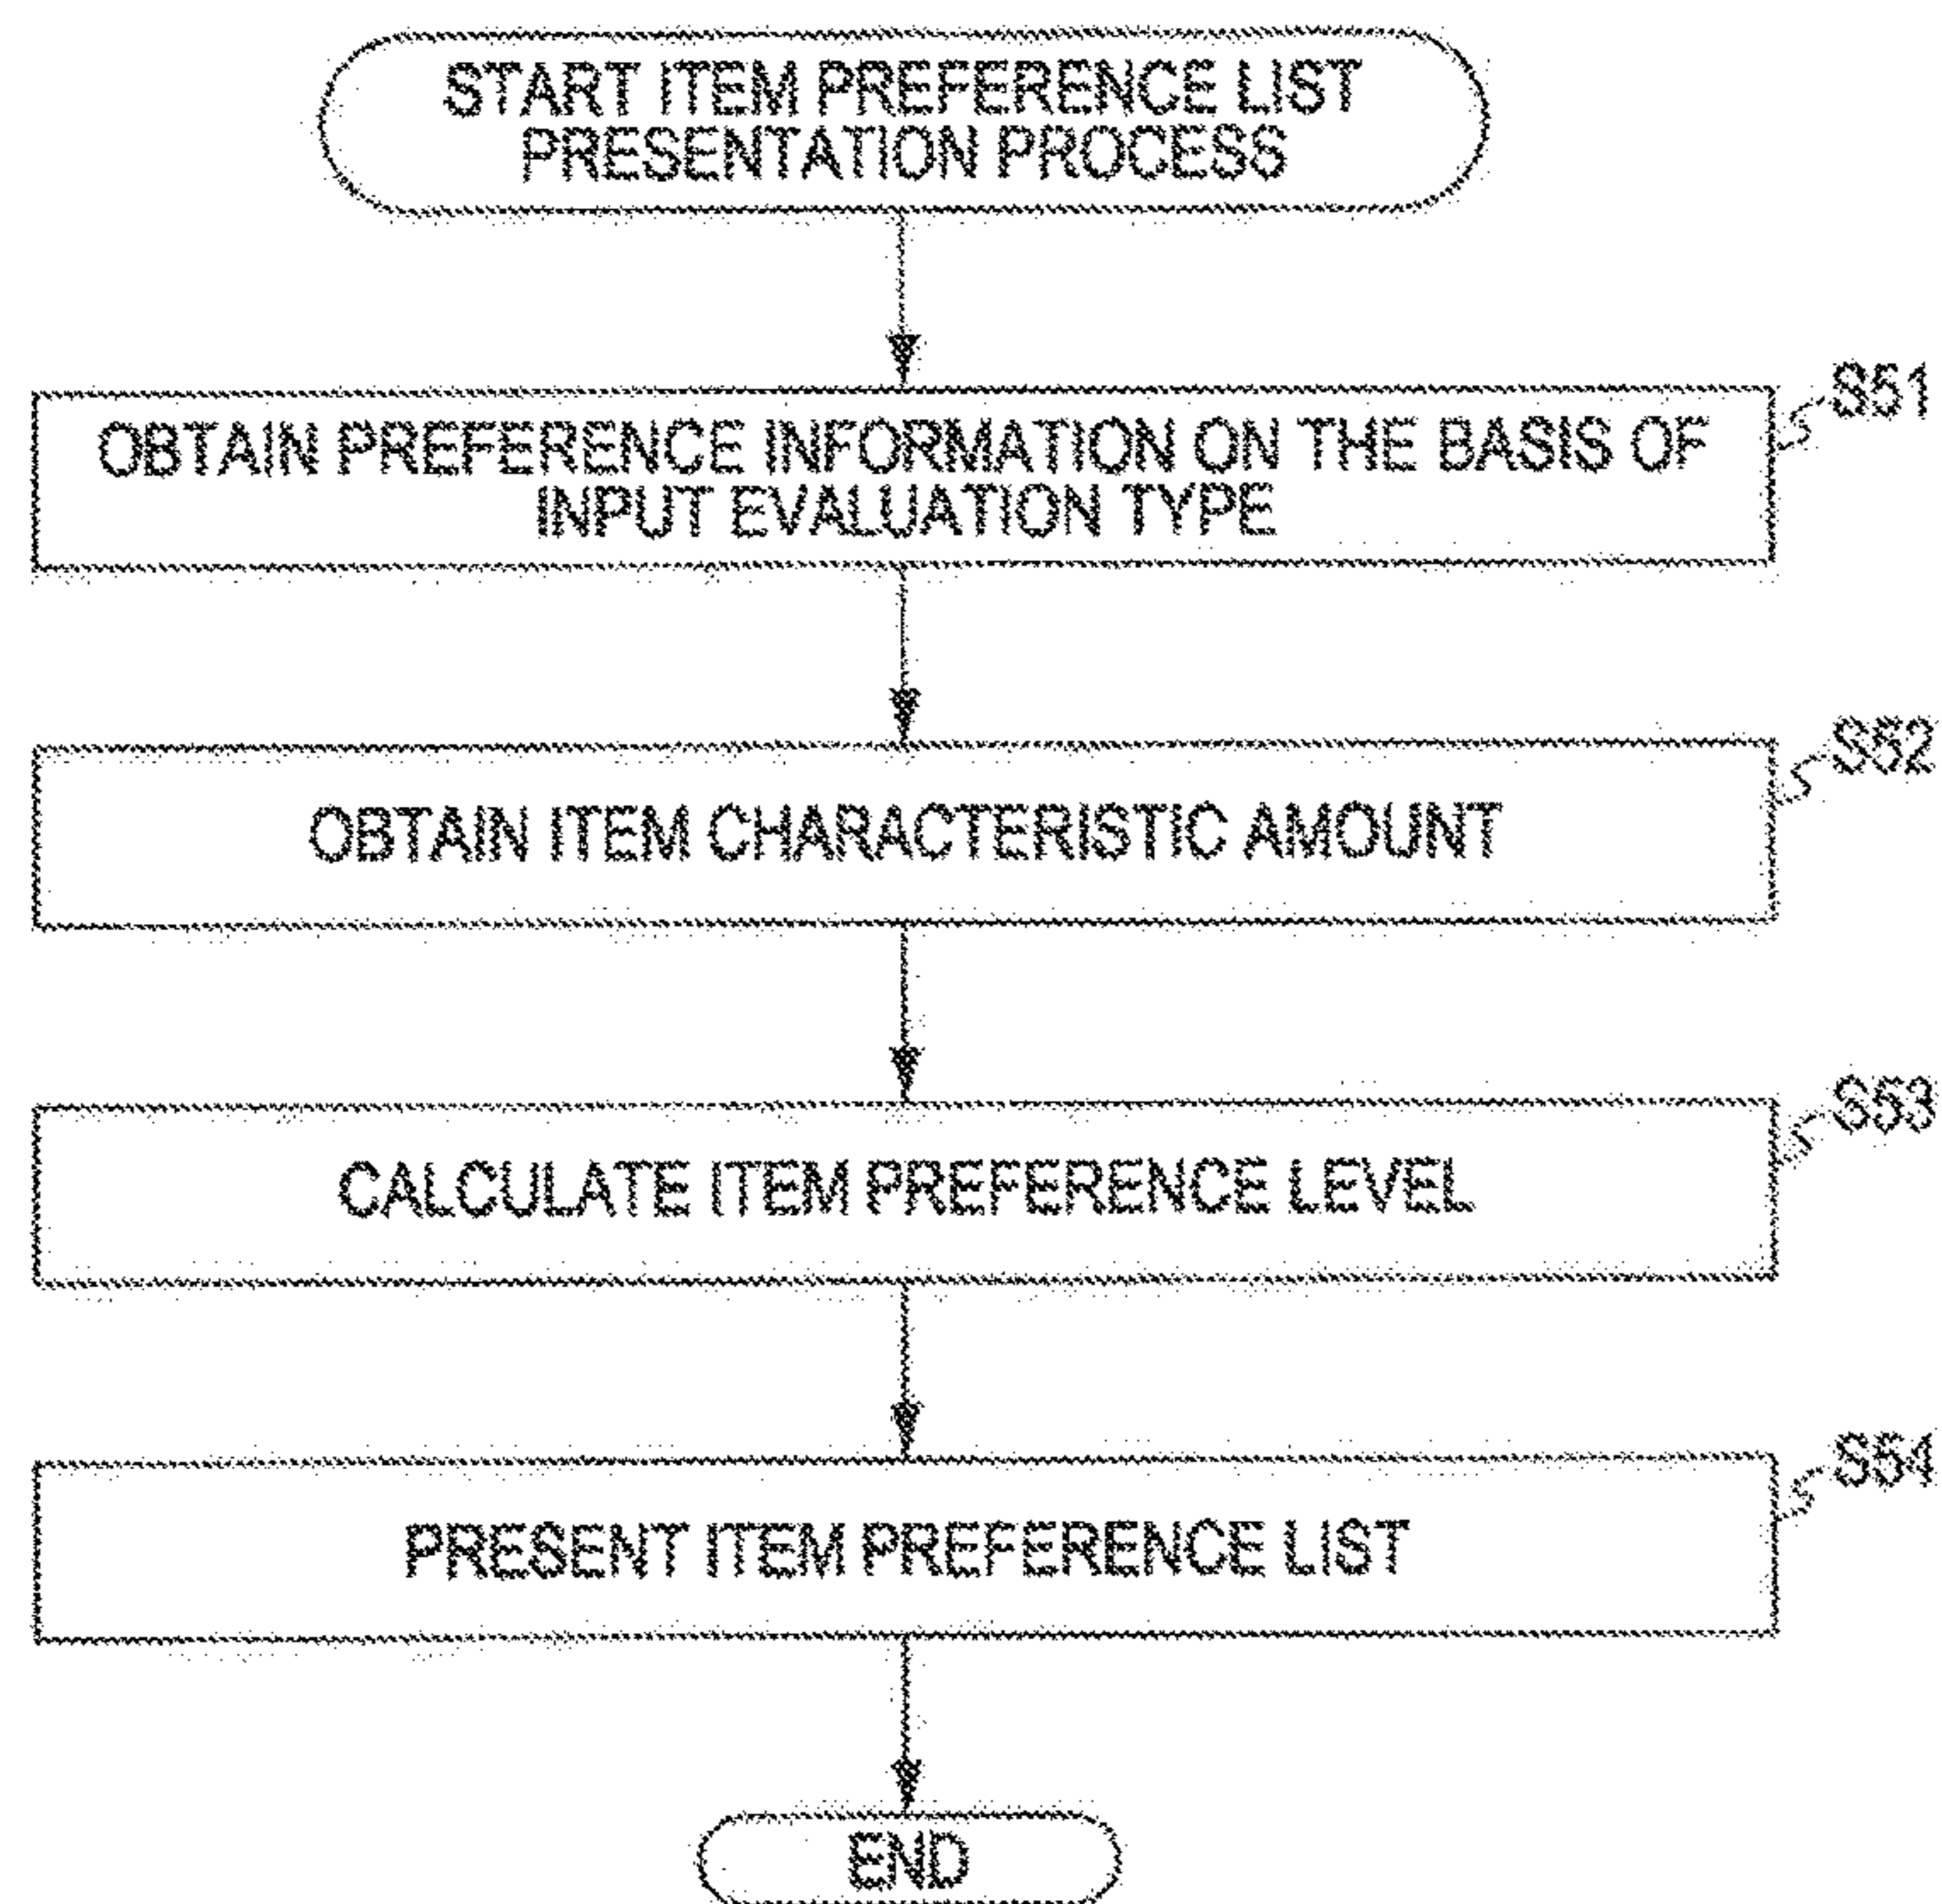 START ITEM PREFERENCE LIST
PRESENTATION PROCESS
OBTAIN PREFERENCE INFORMATION ON THE BASIS OF
INPUT EVALUATION TYPE
S51
OBTAIN ITEM CHARACTERISTIC AMOUNT
S52
CALCULATE ITEM PREFERENCE LEVEL
S53
PRESENT ITEM PREFERENCE LIST
S54
END